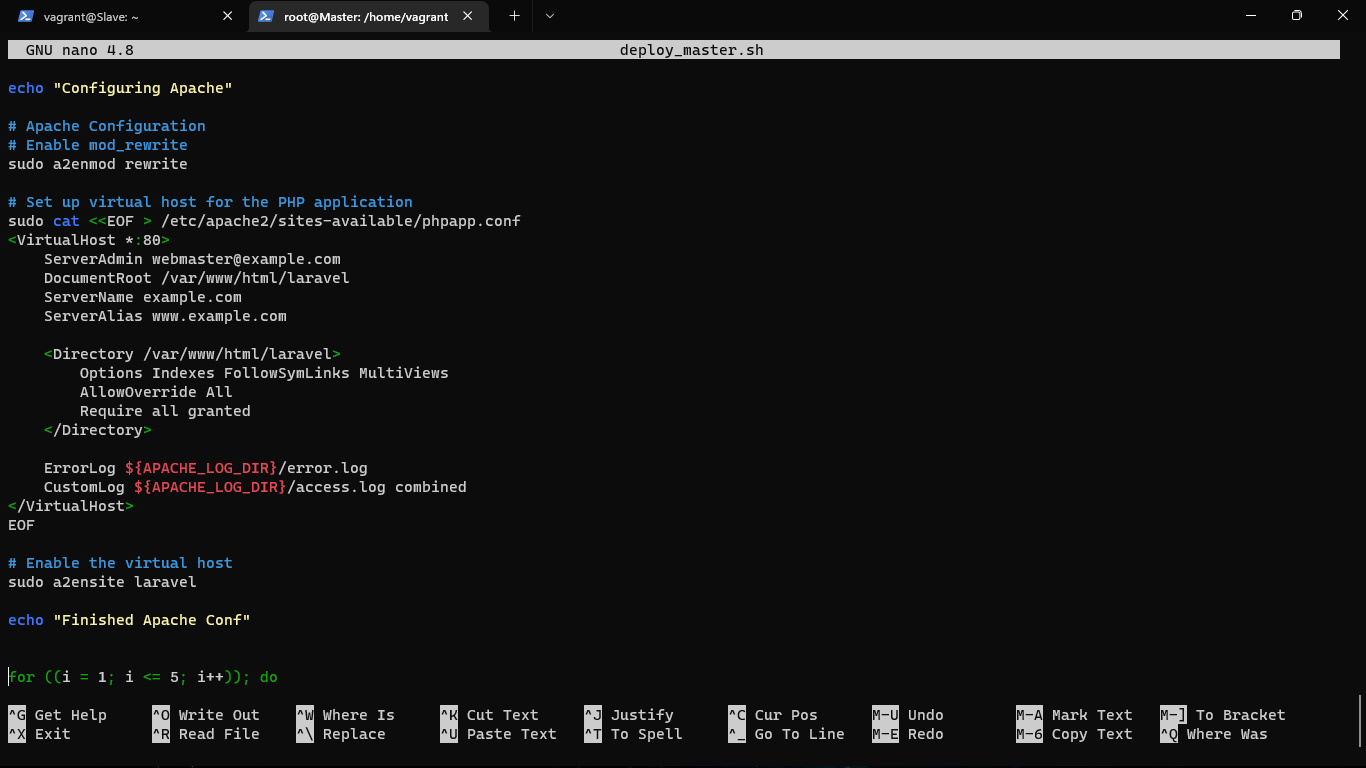 vagrant@Slave: ~
root@Master: /home/vagrant
GNU nano 4.8 deploy_master.sh
echo "Configuring Apache"
# Apache Configuration
# Enable mod_rewrite
sudo a2enmod rewrite
# Set up virtual host for the PHP application
sudo cat <<EOF > /etc/apache2/sites-available/phpapp.conf
<VirtualHost *:80>
    ServerAdmin webmaster@example.com
    DocumentRoot /var/www/html/laravel
    ServerName example.com
    ServerAlias www.example.com
    <Directory /var/www/html/laravel>
        Options Indexes FollowSymLinks MultiViews
        AllowOverride All
        Require all granted
    </Directory>
    ErrorLog ${APACHE_LOG_DIR}/error.log
    CustomLog ${APACHE_LOG_DIR}/access.log combined
</VirtualHost>
EOF
# Enable the virtual host
sudo a2ensite laravel
echo "Finished Apache Conf"
for ((i = 1; i <= 5; i++)); do
^G Get Help ^O Write Out ^W Where Is ^K Cut Text ^J Justify ^C Cur Pos M-U Undo M-A Mark Text M-] To Bracket
^X Exit ^R Read File ^\ Replace ^U Paste Text ^T To Spell ^_ Go To Line M-E Redo M-6 Copy Text ^Q Where Was